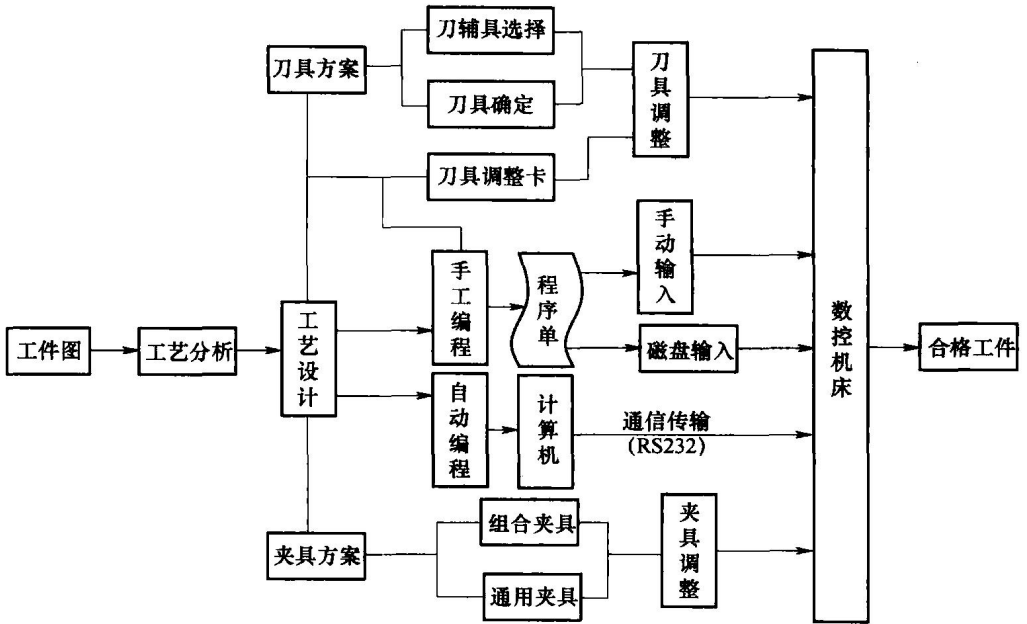 刀具方案
刀辅具选择
刀具确定
刀具调整卡
刀具调整
工件图
工艺分析
工艺设计
手工编程
程序单
手动输入
磁盘输入
自动编程
计算机
通信传输
(RS232)
夹具方案
组合夹具
通用夹具
夹具调整
数控机床
合格工件